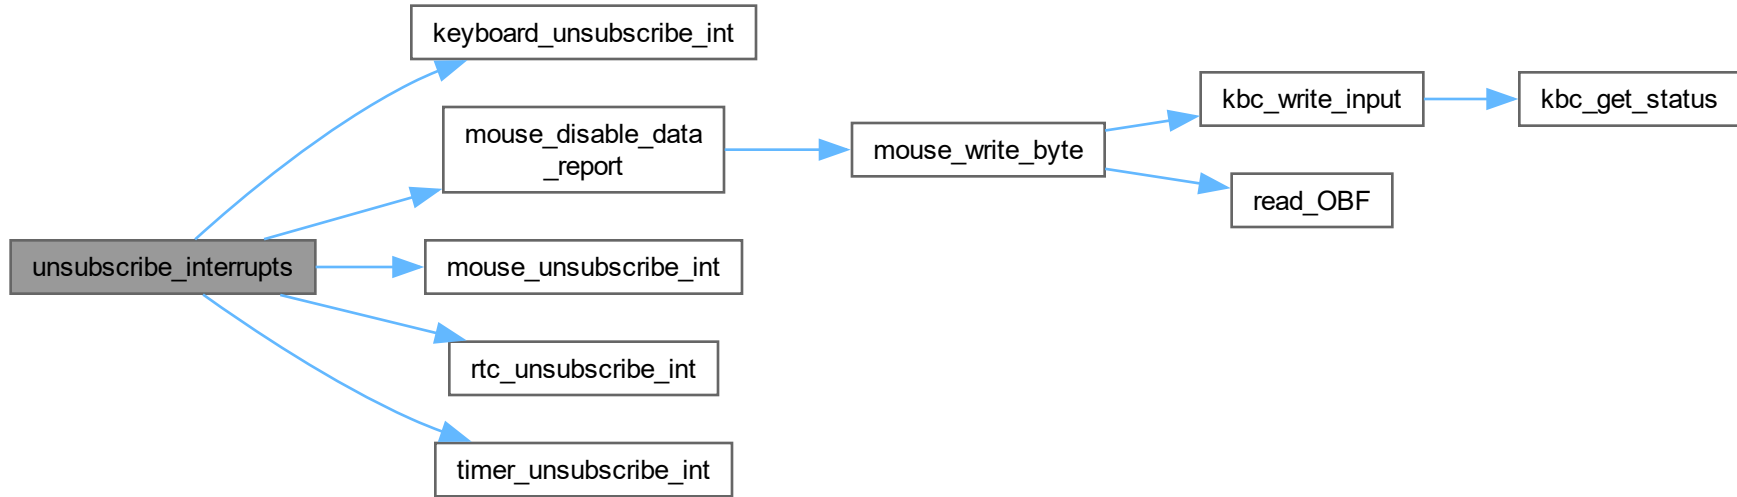 keyboard_unsubscribe_int
kbc_write_input
kbc_get_status
mouse_disable_data
_report
mouse_write_byte
read_OBF
unsubscribe_interrupts
mouse_unsubscribe_int
rtc_unsubscribe_int
timer_unsubscribe_int